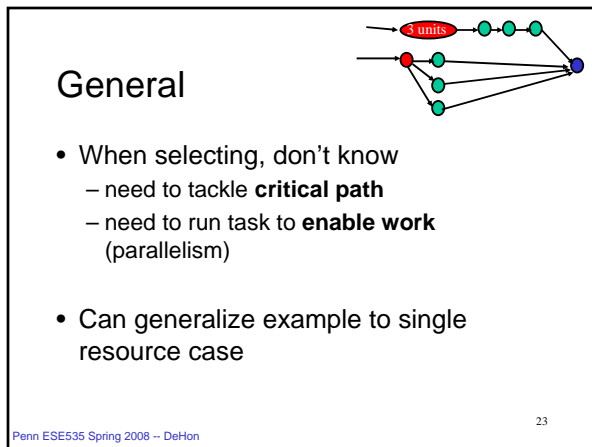 3 units
General
• When selecting, don't know
– need to tackle critical path
– need to run task to enable work
(parallelism)
• Can generalize example to single
resource case
23
Penn ESE535 Spring 2008 -- DeHon